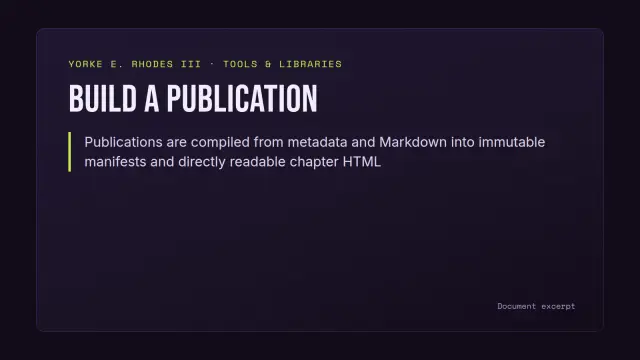 YORKE E. RHODES III · TOOLS & LIBRARIES
BUILD A PUBLICATION
Publications are compiled from metadata and Markdown into immutable
manifests and directly readable chapter HTML
Document excerpt